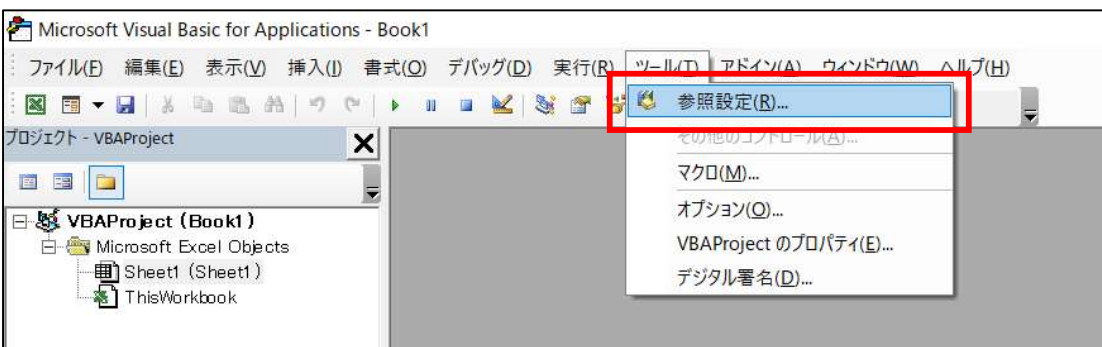 Microsoft Visual Basic for Applications - Book1
ファイル(F) 編集(E) 表示(V) 挿入(I) 書式(O) デバッグ(D) 実行(R) ツール(T) アドイン(A) ウィンドウ(W) ヘルプ(H)
参照設定(R)...
プロジェクト - VBAProject
その他のコントロール(A)...
マクロ(M)...
オプション(O)...
VBAProject (Book1)
VBAProject のプロパティ(E)...
Microsoft Excel Objects
Sheet1 (Sheet1)
デジタル署名(D)...
ThisWorkbook